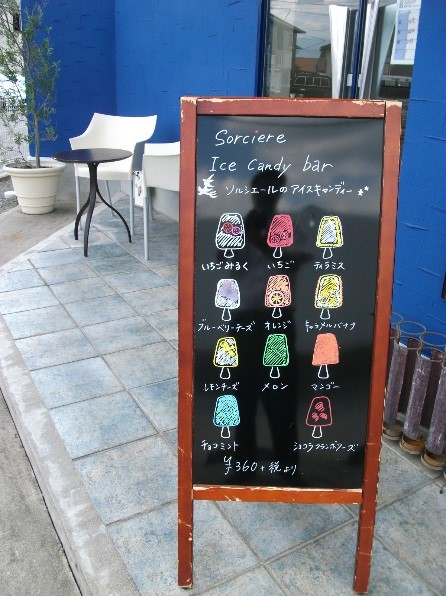 Sorciere
Ice Candy bar
ソルシエールのアイスキャンディー
いちごみるく いちご ティラミス
ブルーベリーチーズ オレンジ キャラメルバナナ
レモンチーズ メロン マンゴー
チョコミント ショコラフランボワーズ
¥360+税より